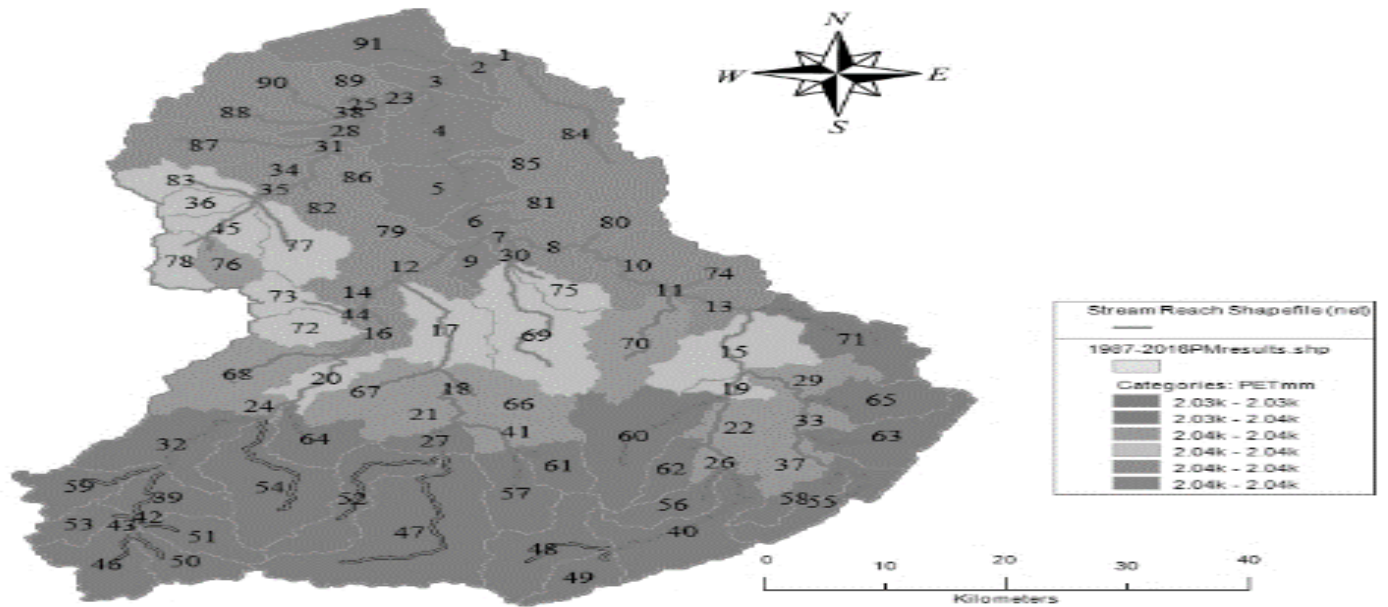 N
W E
S
91 1
2
90 89 3
25 23
88 38
28 4 84
87 31
34 85
83 35 86 5
36 82 81
45 6 80
77 79 7
78 76 12 9 30 8 10
73 14 75 11 74
44 13
72 16 17 69 70 15 71
68 20 67 18 19 29
24 21 66 65
32 64 27 41 60 22 33 63
61 62 26 37
59 54 52 57 56 58 55
39
53 43 42 51 47 48 40
46 50 49
Stream Reach Shapefile (net)
1987-2016PMresults.shp
Categories: PETmm
2.03k - 2.03k
2.03k - 2.04k
2.04k - 2.04k
2.04k - 2.04k
2.04k - 2.04k
2.04k - 2.04k
0 20 40
10 30
Kilometers